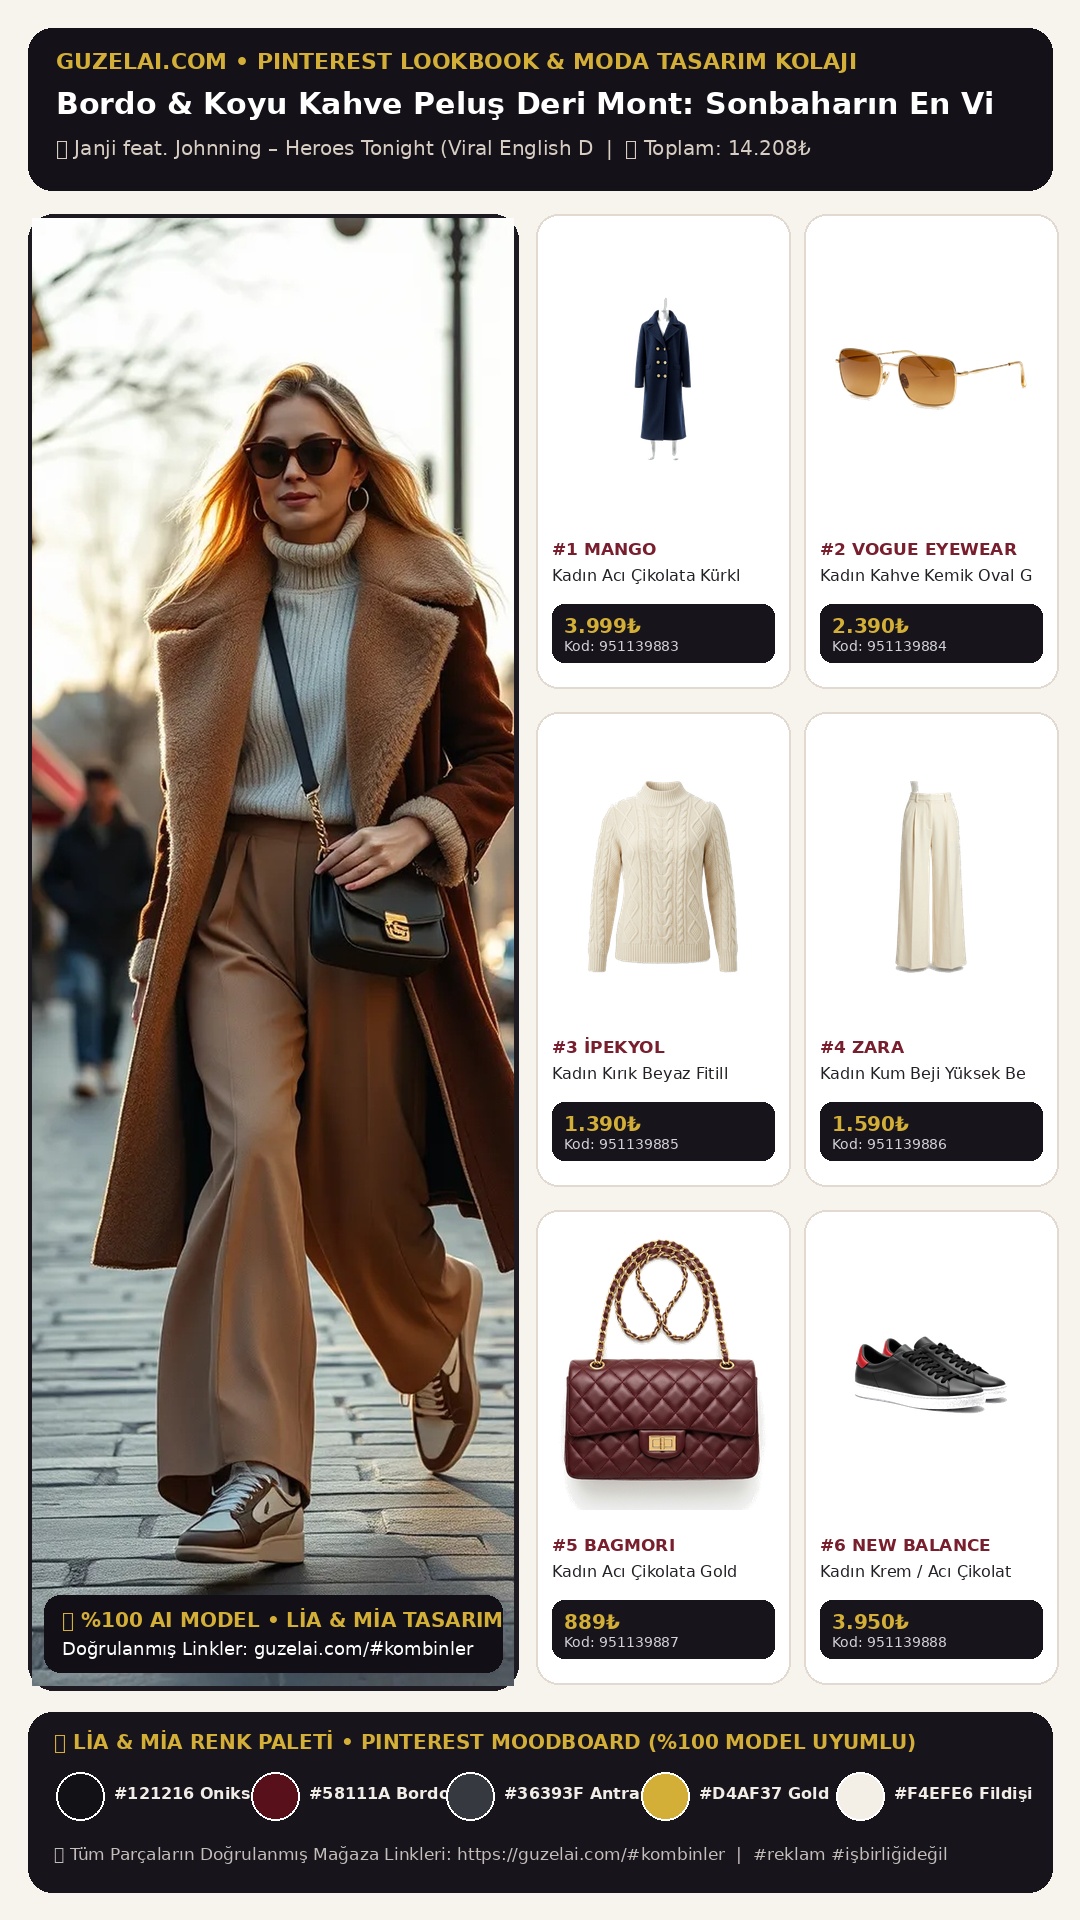 GUZELAI.COM • PINTEREST LOOKBOOK & MODA TASARIM KOLAJI
Bordo & Koyu Kahve Peluş Deri Mont: Sonbaharın En Vi
Janji feat. Johnning – Heroes Tonight (Viral English D | Toplam: 14.208₺
#1 MANGO
Kadın Acı Çikolata Kürkl
3.999₺
Kod: 951139883
#2 VOGUE EYEWEAR
Kadın Kahve Kemik Oval G
2.390₺
Kod: 951139884
#3 İPEKYOL
Kadın Kırık Beyaz Fitill
1.390₺
Kod: 951139885
#4 ZARA
Kadın Kum Beji Yüksek Be
1.590₺
Kod: 951139886
#5 BAGMORI
Kadın Acı Çikolata Gold
889₺
Kod: 951139887
#6 NEW BALANCE
Kadın Krem / Acı Çikolat
3.950₺
Kod: 951139888
%100 AI MODEL • LİA & MİA TASARIM
Doğrulanmış Linkler: guzelai.com/#kombinler
LİA & MİA RENK PALETİ • PINTEREST MOODBOARD (%100 MODEL UYUMLU)
#121216 Oniks #58111A Bordo #36393F Antra #D4AF37 Gold #F4EFE6 Fildişi
Tüm Parçaların Doğrulanmış Mağaza Linkleri: https://guzelai.com/#kombinler | #reklam #işbirliğideğil